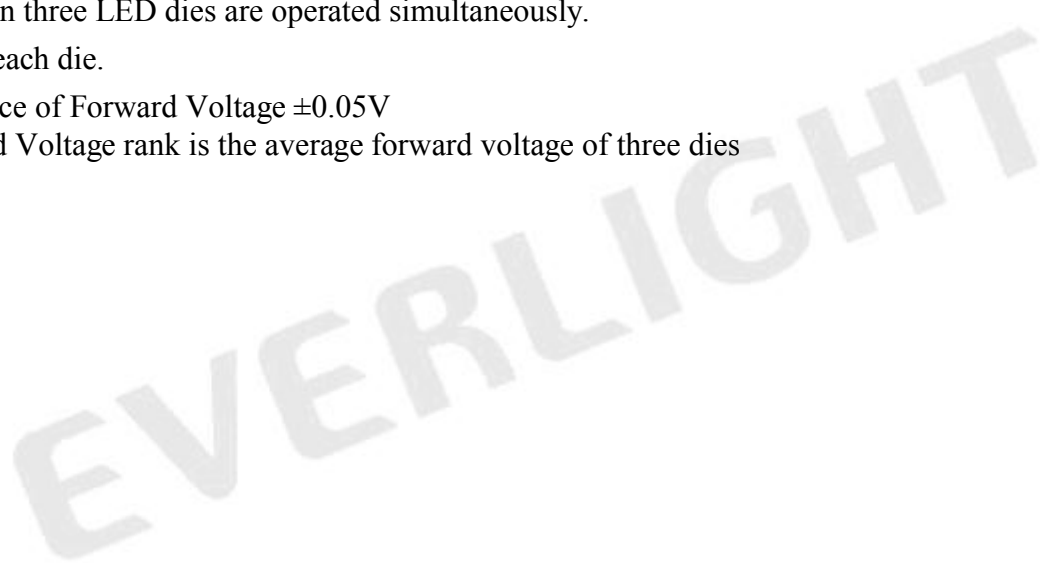 n three LED dies are operated simultaneously.
each die.
ce of Forward Voltage ±0.05V
d Voltage rank is the average forward voltage of three dies
EVERLIGHT